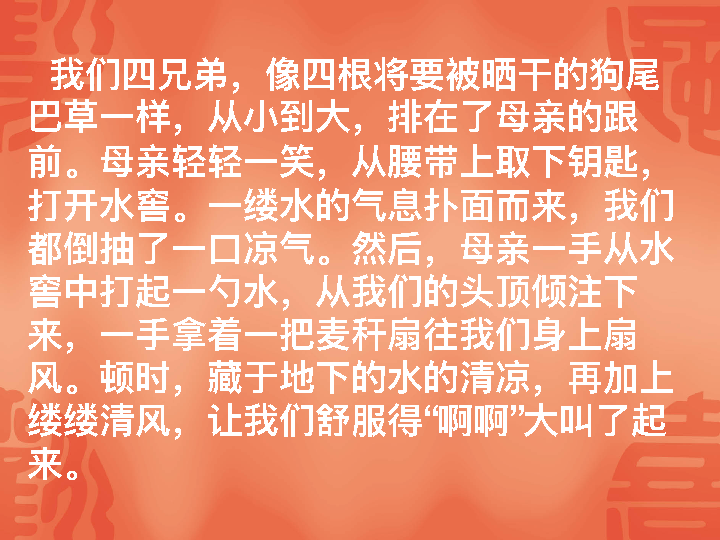 我们四兄弟，像四根将要被晒干的狗尾
巴草一样，从小到大，排在了母亲的跟
前。母亲轻轻一笑，从腰带上取下钥匙，
打开水窖。一缕水的气息扑面而来，我们
都倒抽了一口凉气。然后，母亲一手从水
窖中打起一勺水，从我们的头顶倾注下
来，一手拿着一把麦秆扇往我们身上扇
风。顿时，藏于地下的水的清凉，再加上
缕缕清风，让我们舒服得“啊啊”大叫了起
来。